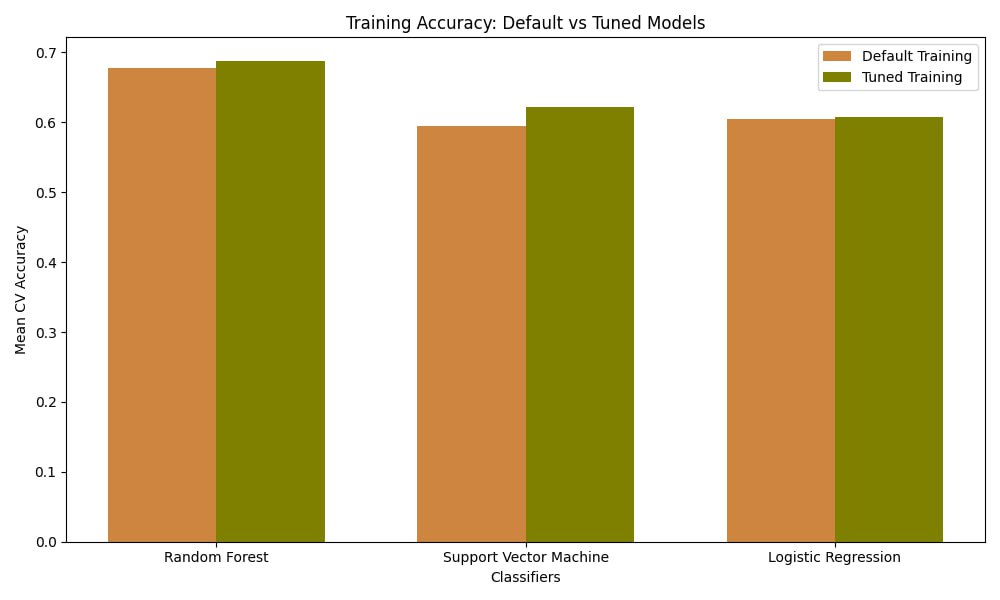 Training Accuracy: Default vs Tuned Models
Default Training
Tuned Training
Mean CV Accuracy
0.7
0.6
0.5
0.4
0.3
0.2
0.1
0.0
Random Forest
Support Vector Machine
Logistic Regression
Classifiers